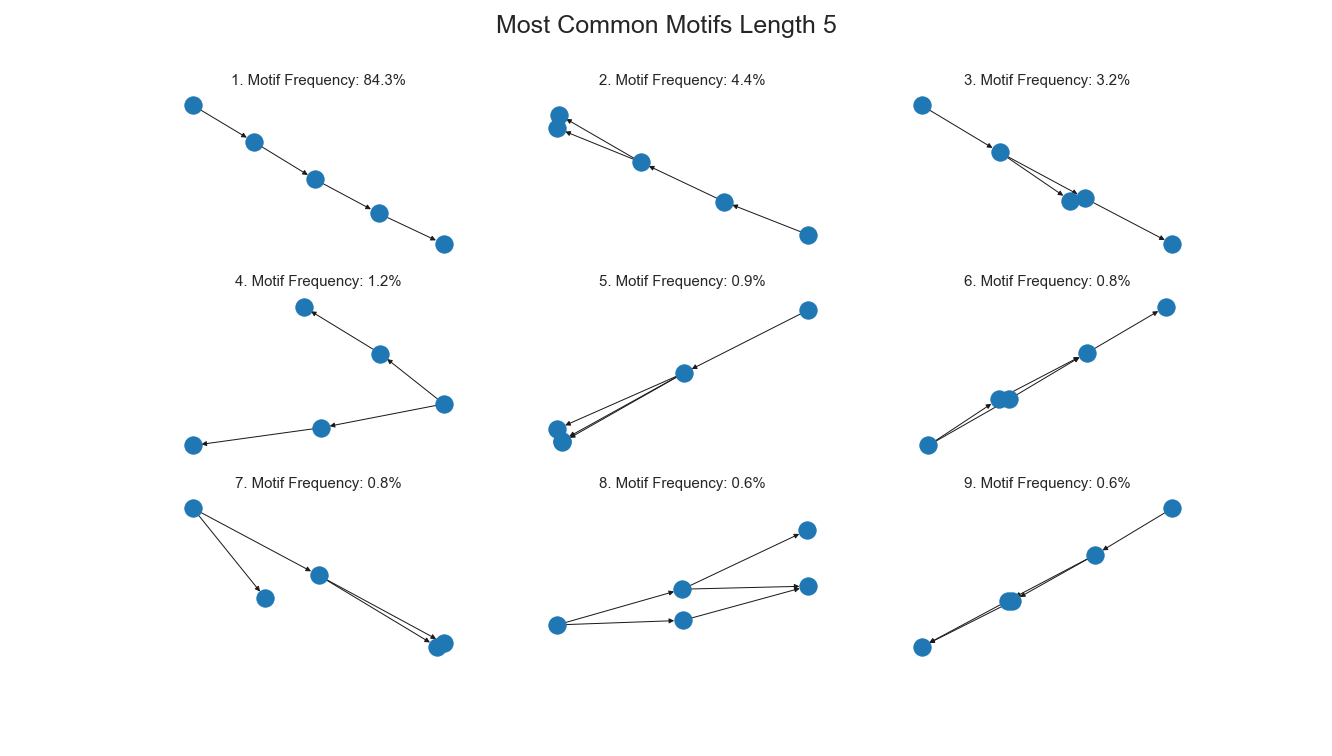 Most Common Motifs Length 5
1. Motif Frequency: 84.3%
2. Motif Frequency: 4.4%
3. Motif Frequency: 3.2%
4. Motif Frequency: 1.2%
5. Motif Frequency: 0.9%
6. Motif Frequency: 0.8%
7. Motif Frequency: 0.8%
8. Motif Frequency: 0.6%
9. Motif Frequency: 0.6%